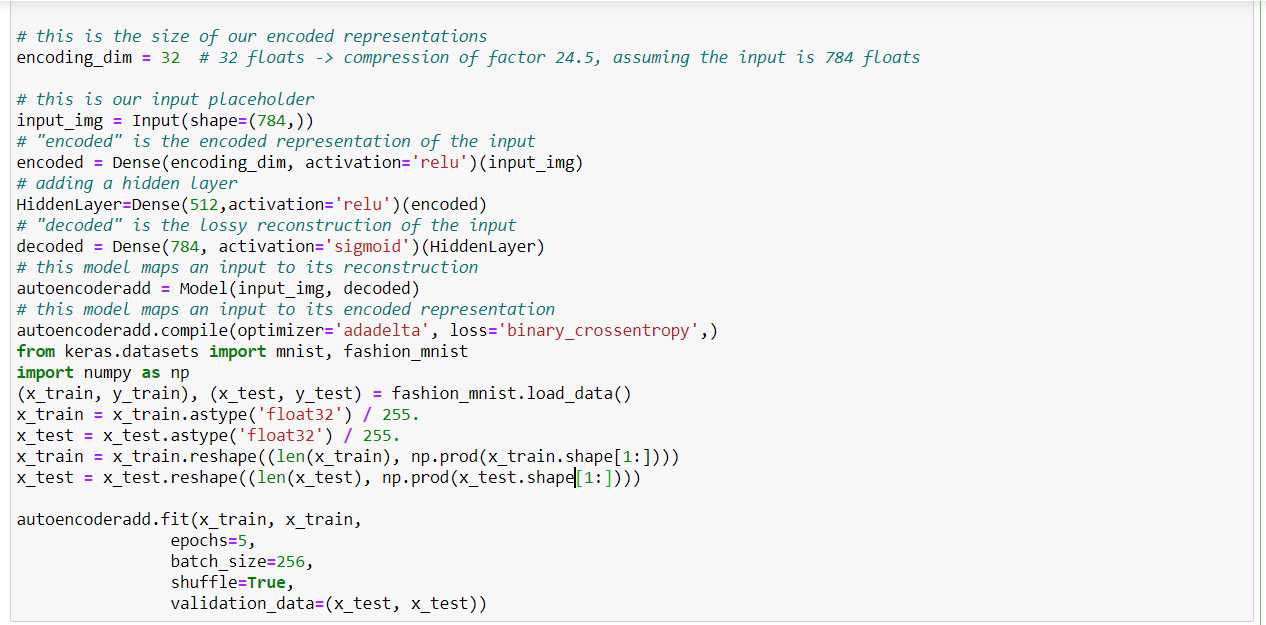 # this is the size of our encoded representations
encoding_dim = 32  # 32 floats -> compression of factor 24.5, assuming the input is 784 floats
# this is our input placeholder
input_img = Input(shape=(784,))
# "encoded" is the encoded representation of the input
encoded = Dense(encoding_dim, activation='relu')(input_img)
# adding a hidden layer
HiddenLayer=Dense(512,activation='relu')(encoded)
# "decoded" is the lossy reconstruction of the input
decoded = Dense(784, activation='sigmoid')(HiddenLayer)
# this model maps an input to its reconstruction
autoencoderadd = Model(input_img, decoded)
# this model maps an input to its encoded representation
autoencoderadd.compile(optimizer='adadelta', loss='binary_crossentropy',)
from keras.datasets import mnist, fashion_mnist
import numpy as np
(x_train, y_train), (x_test, y_test) = fashion_mnist.load_data()
x_train = x_train.astype('float32') / 255.
x_test = x_test.astype('float32') / 255.
x_train = x_train.reshape((len(x_train), np.prod(x_train.shape[1:])))
x_test = x_test.reshape((len(x_test), np.prod(x_test.shape[1:])))
autoencoderadd.fit(x_train, x_train,
                epochs=5,
                batch_size=256,
                shuffle=True,
                validation_data=(x_test, x_test))